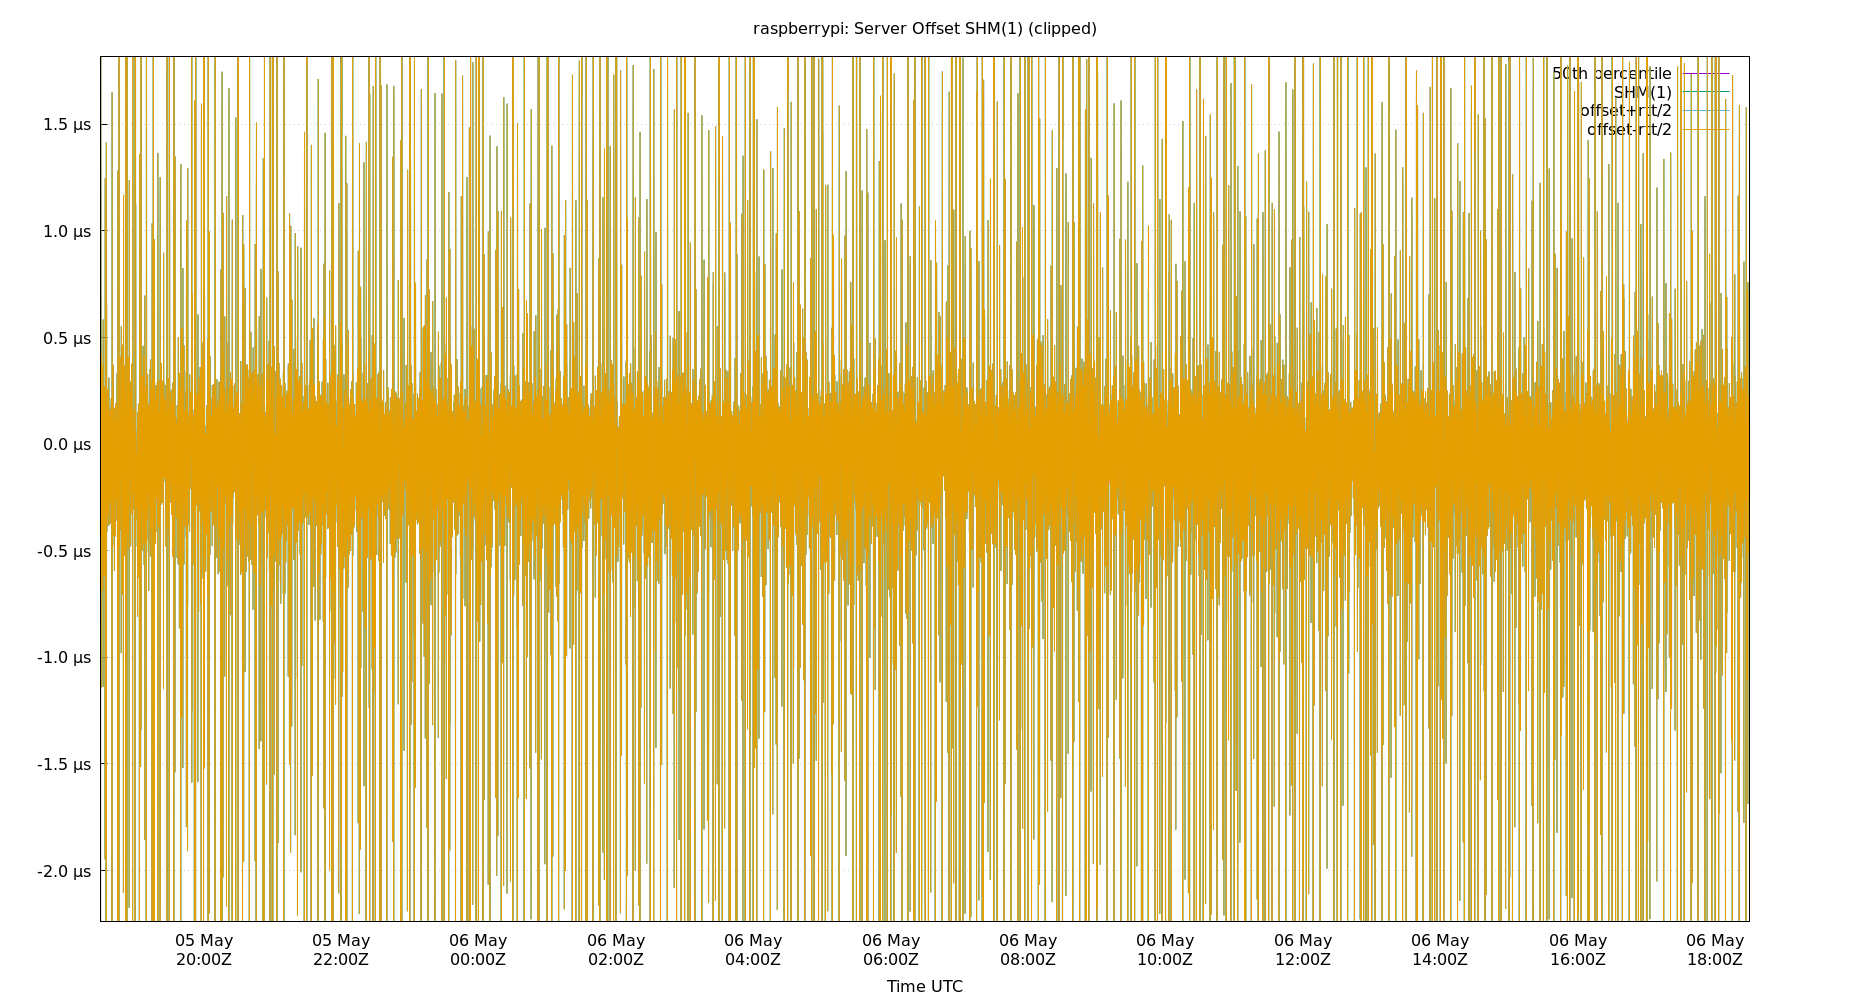 raspberrypi: Server Offset SHM(1) (clipped)
50th percentile
SHM(1)
offset+rtt/2
offset-rtt/2
1.5 µs
1.0 µs
0.5 µs
0.0 µs
-0.5 µs
-1.0 µs
-1.5 µs
-2.0 µs
05 May 05 May 06 May 06 May 06 May 06 May 06 May 06 May 06 May 06 May 06 May 06 May
20:00Z 22:00Z 00:00Z 02:00Z 04:00Z 06:00Z 08:00Z 10:00Z 12:00Z 14:00Z 16:00Z 18:00Z
Time UTC